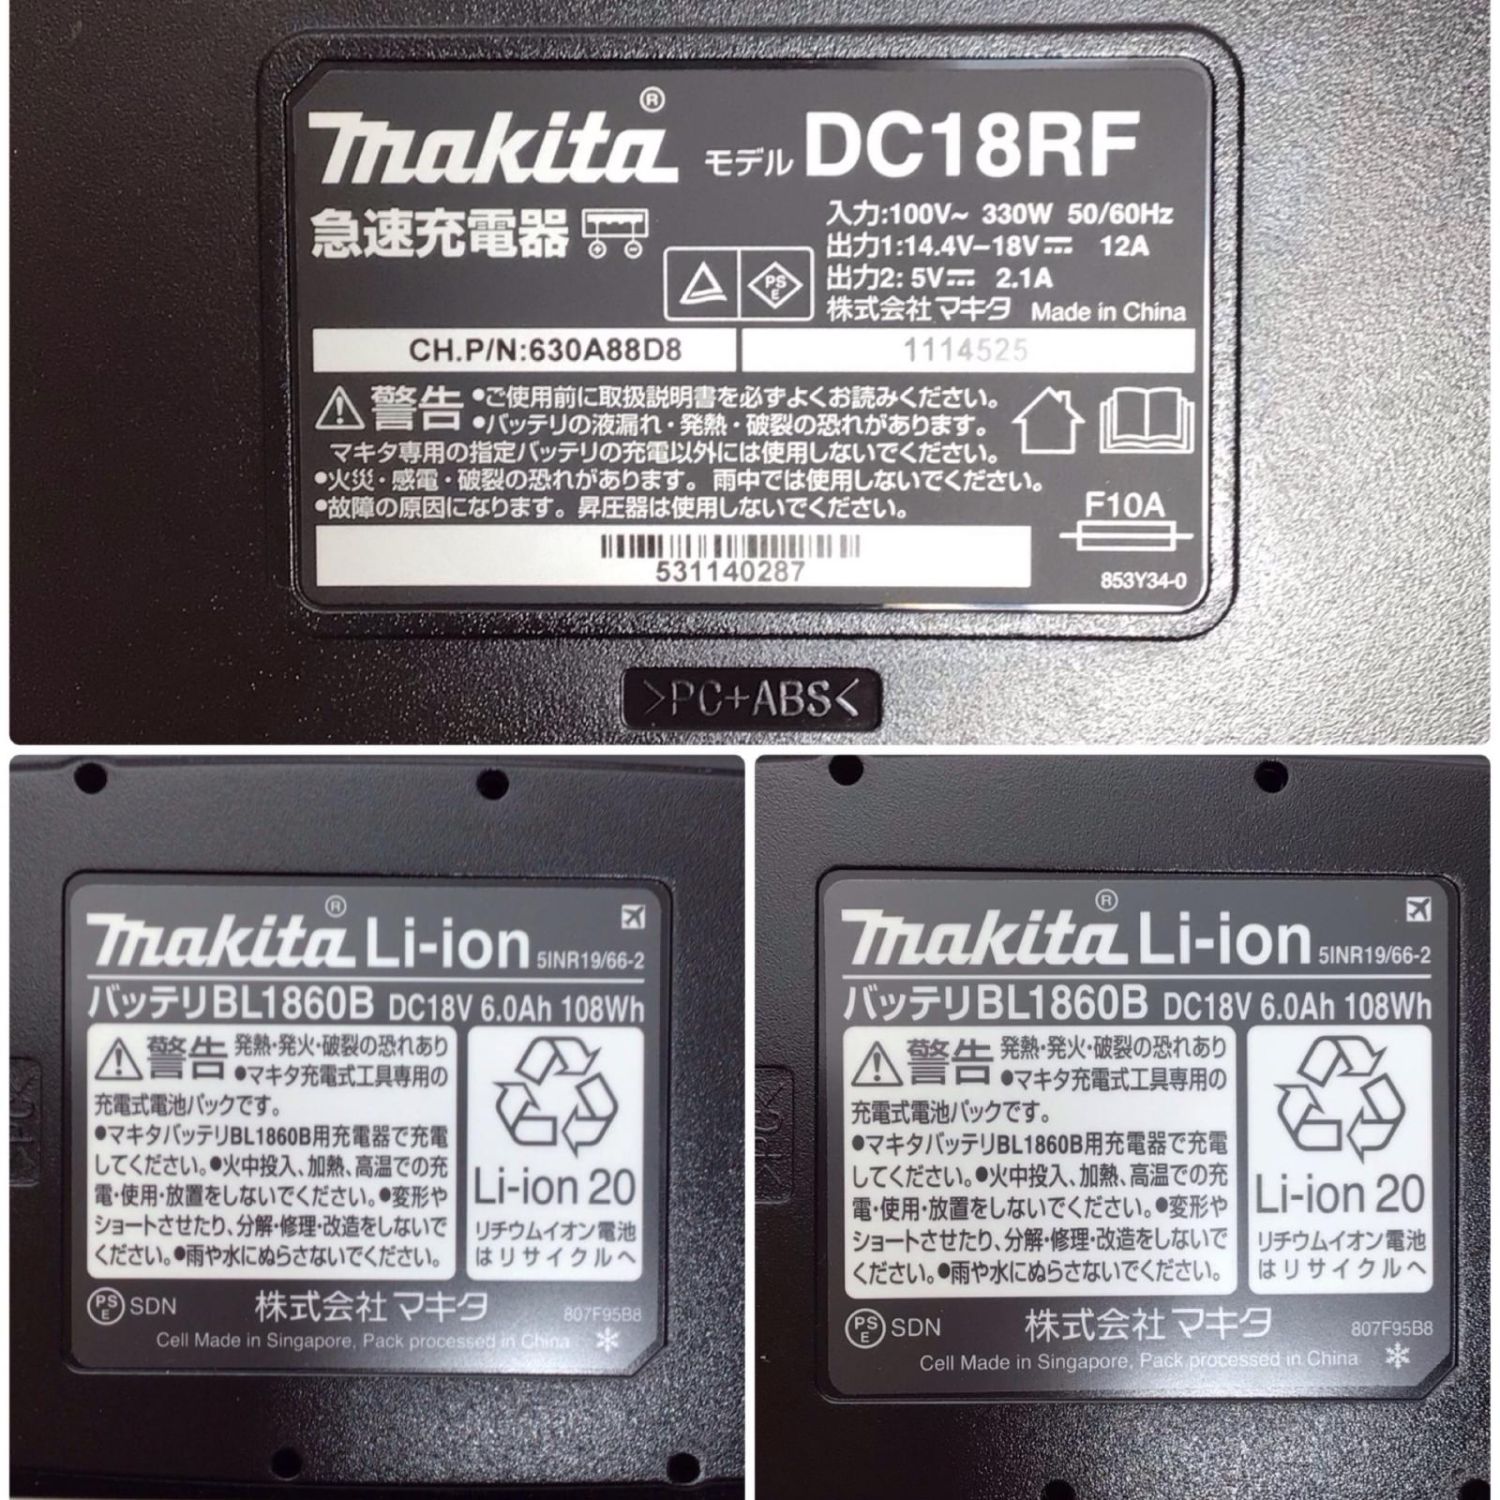 makita® モデル DC18RF
急速充電器
入力:100V~ 330W 50/60Hz
出力1:14.4V-18V⎓ 12A
出力2: 5V⎓ 2.1A
PS E
株式会社マキタ Made in China
CH.P/N:630A88D8
1114525
警告 •ご使用前に取扱説明書を必ずよくお読みください。
•バッテリの液漏れ・発熱・破裂の恐れがあります。
マキタ専用の指定バッテリの充電以外には使用しないでください。
•火災・感電・破裂の恐れがあります。雨中では使用しないでください。
•故障の原因になります。昇圧器は使用しないでください。
F10A
531140287
853Y34-0
>PC+ABS<
makita® Li-ion 5INR19/66-2
バッテリBL1860B DC18V 6.0Ah 108Wh
警告 発熱・発火・破裂の恐れあり
●マキタ充電式工具専用の
充電式電池パックです。
●マキタバッテリBL1860B用充電器で充電
してください。●火中投入、加熱、高温での充
電・使用・放置をしないでください。●変形や
ショートさせたり、分解・修理・改造をしないで
ください。●雨や水にぬらさないでください。
Li-ion 20
リチウムイオン電池
はリサイクルへ
PS E SDN 株式会社マキタ 807F95B8
Cell Made in Singapore, Pack processed in China
makita® Li-ion 5INR19/66-2
バッテリBL1860B DC18V 6.0Ah 108Wh
警告 発熱・発火・破裂の恐れあり
●マキタ充電式工具専用の
充電式電池パックです。
●マキタバッテリBL1860B用充電器で充電
してください。●火中投入、加熱、高温での充
電・使用・放置をしないでください。●変形や
ショートさせたり、分解・修理・改造をしないで
ください。●雨や水にぬらさないでください。
Li-ion 20
リチウムイオン電池
はリサイクルへ
PS E SDN 株式会社マキタ 807F95B8
Cell Made in Singapore, Pack processed in China